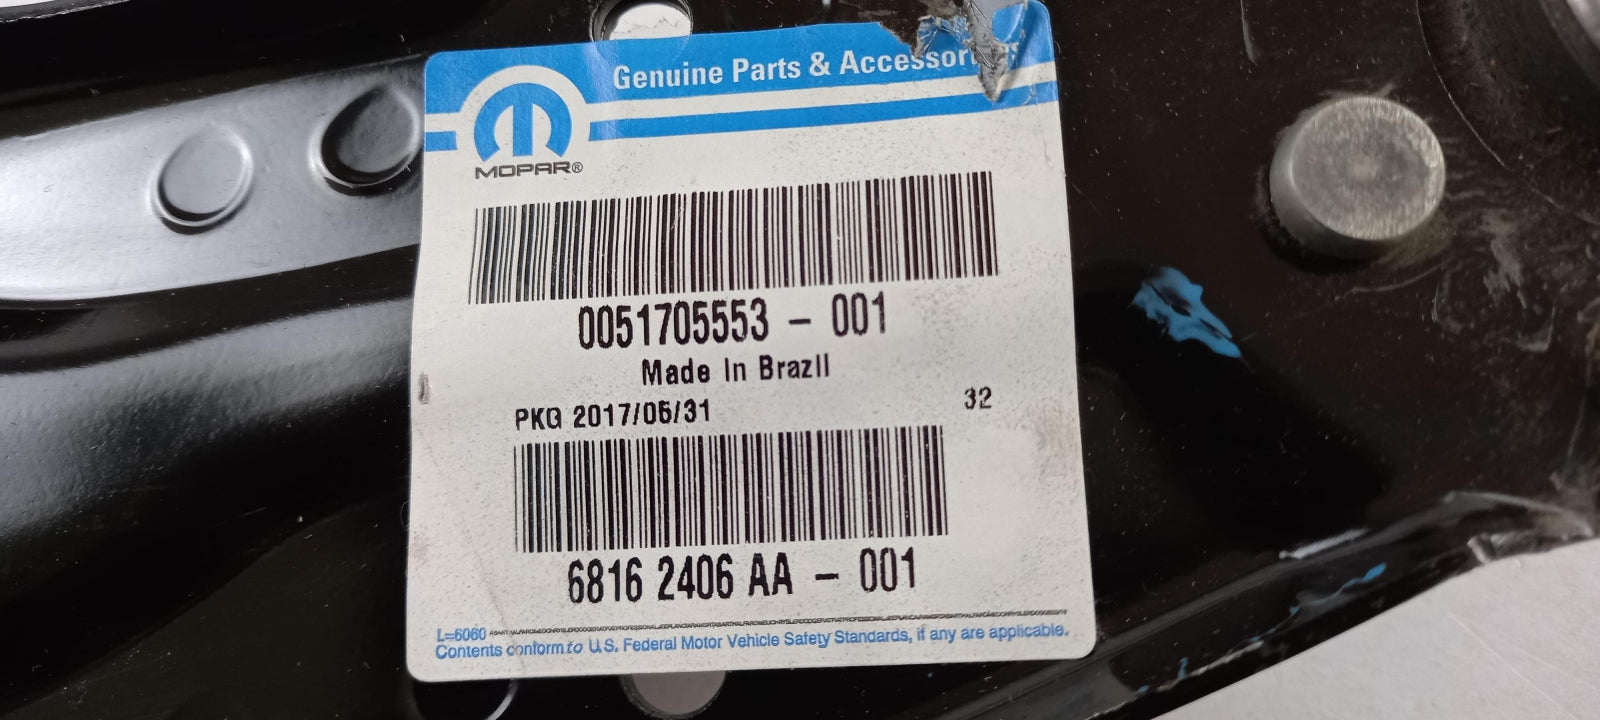 Genuine Parts & Accessories
MOPAR®
0051705553 - 001
Made In Brazil
PKG 2017/05/31
32
6816 2406 AA - 001
L=6060
Contents conform to U.S. Federal Motor Vehicle Safety Standards, if any are applicable.